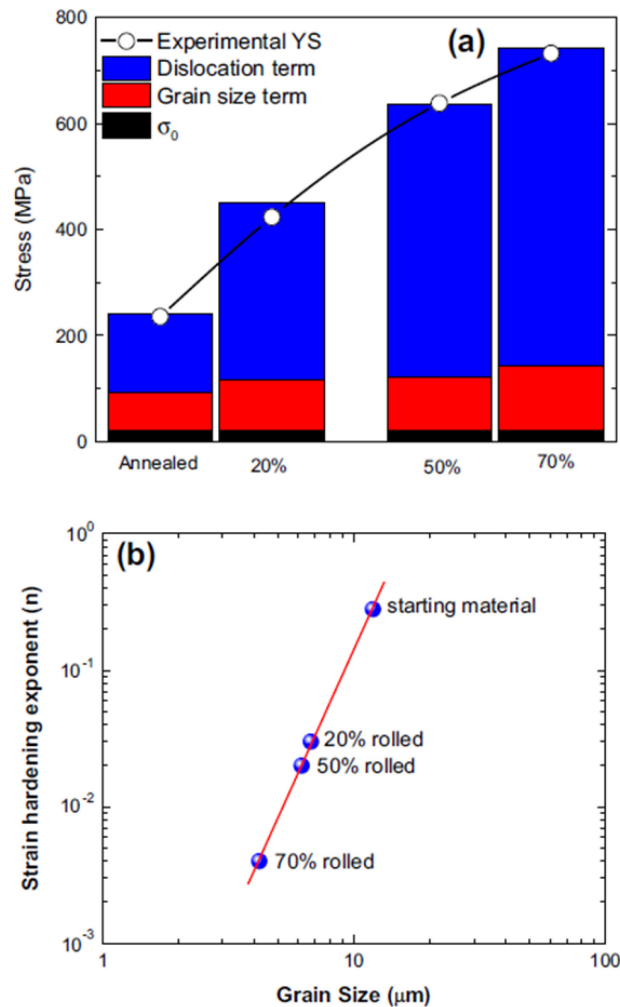 800
(a)
Experimental YS
Dislocation term
Grain size term
σ0
600
400
200
0
Stress (MPa)
Annealed 20% 50% 70%
(b)
10^0
10^-1
10^-2
10^-3
Strain hardening exponent (n)
starting material
20% rolled
50% rolled
70% rolled
1 10 100
Grain Size (μm)